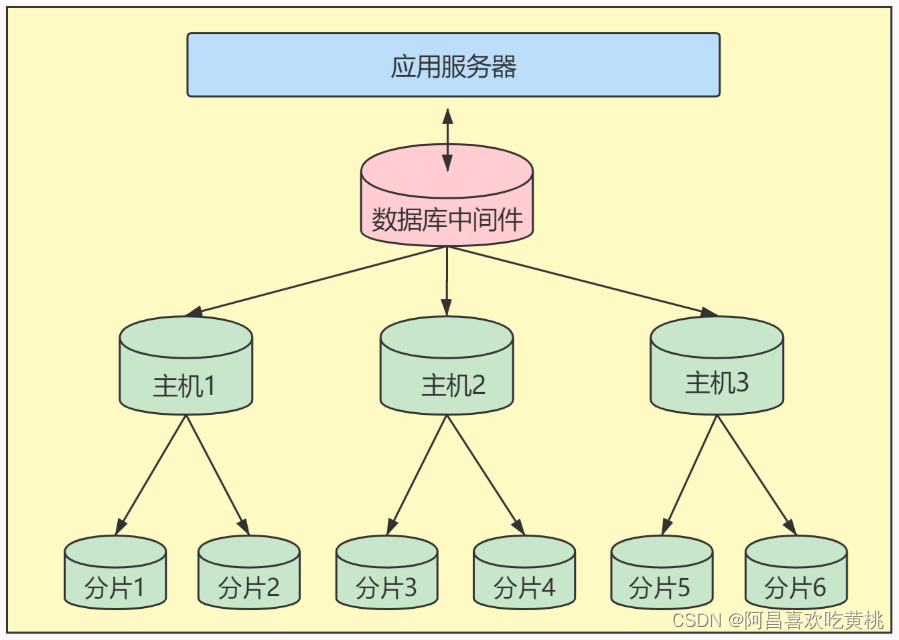 应用服务器
数据库中间件
主机1
主机2
主机3
分片1
分片2
分片3
分片4
分片5
分片6
CSDN @阿昌喜欢吃黄桃